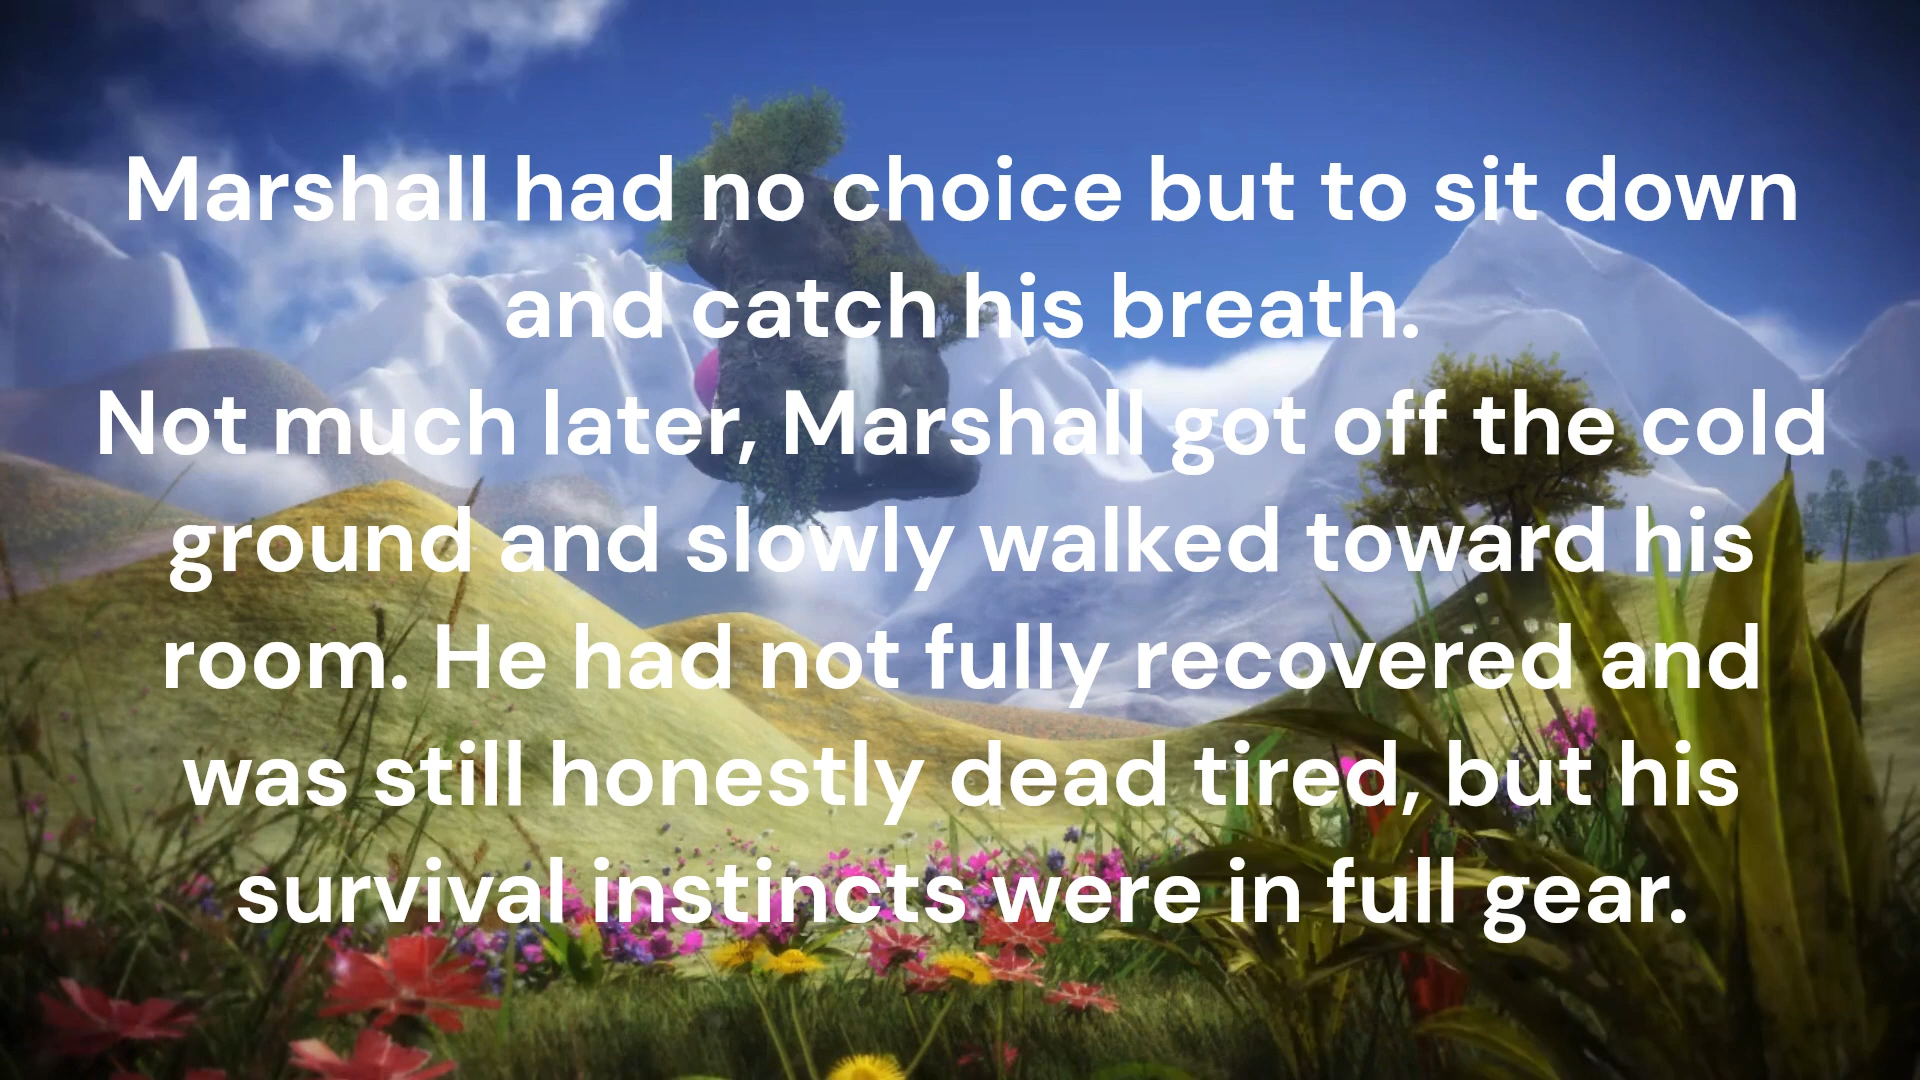 Marshall had no choice but to sit down
and catch his breath.
Not much later, Marshall got off the cold
ground and slowly walked toward his
room. He had not fully recovered and
was still honestly dead tired, but his
survival instincts were in full gear.